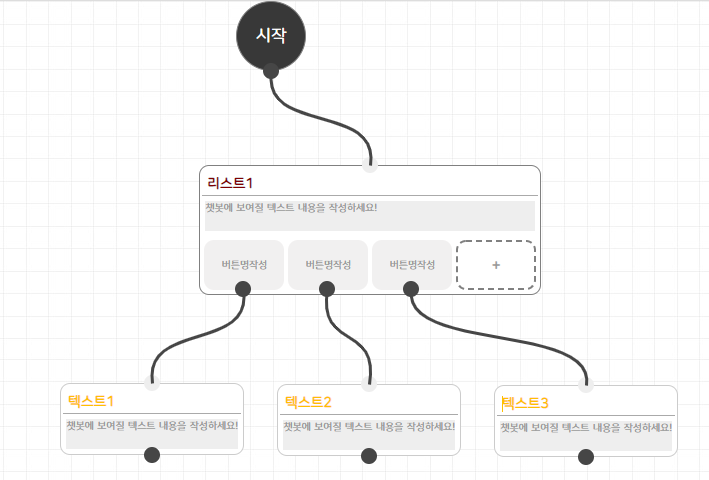 시작
리스트1
챗봇에 보여질 텍스트 내용을 작성하세요!
버튼명작성 버튼명작성 버튼명작성 +
텍스트1 텍스트2 텍스트3
챗봇에 보여질 텍스트 내용을 작성하세요! 챗봇에 보여질 텍스트 내용을 작성하세요! 챗봇에 보여질 텍스트 내용을 작성하세요!